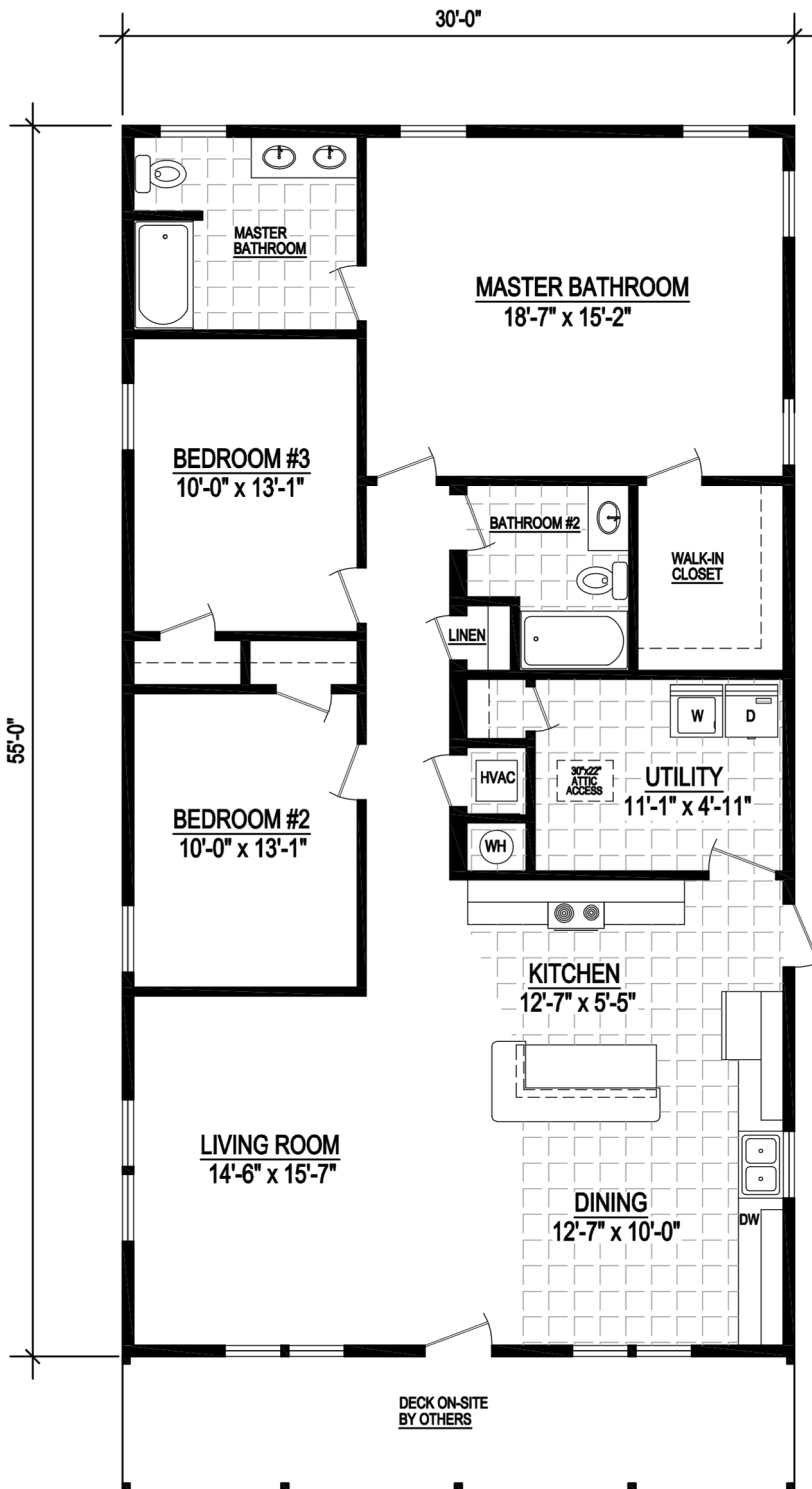 30'-0"
MASTER
BATHROOM
MASTER BATHROOM
18'-7" x 15'-2"
BEDROOM #3
10'-0" x 13'-1"
BATHROOM #2
WALK-IN
CLOSET
LINEN
55'-0"
W
D
HVAC
30"x22"
ATTIC
ACCESS
UTILITY
11'-1" x 4'-11"
BEDROOM #2
10'-0" x 13'-1"
WH
KITCHEN
12'-7" x 5'-5"
LIVING ROOM
14'-6" x 15'-7"
DINING
12'-7" x 10'-0"
DW
DECK ON-SITE
BY OTHERS